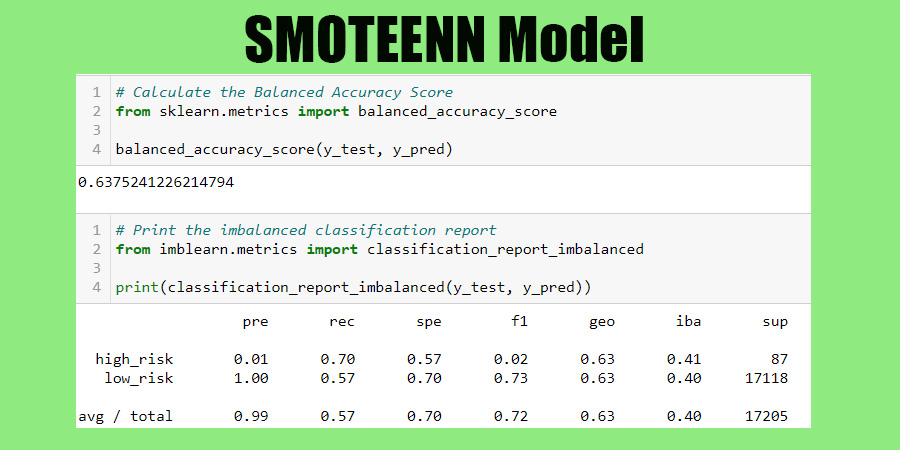 SMOTEENN Model
1 # Calculate the Balanced Accuracy Score
2 from sklearn.metrics import balanced_accuracy_score
3
4 balanced_accuracy_score(y_test, y_pred)
0.6375241226214794
1 # Print the imbalanced classification report
2 from imblearn.metrics import classification_report_imbalanced
3
4 print(classification_report_imbalanced(y_test, y_pred))
pre rec spe f1 geo iba sup
high_risk 0.01 0.70 0.57 0.02 0.63 0.41 87
low_risk 1.00 0.57 0.70 0.73 0.63 0.40 17118
avg / total 0.99 0.57 0.70 0.72 0.63 0.40 17205